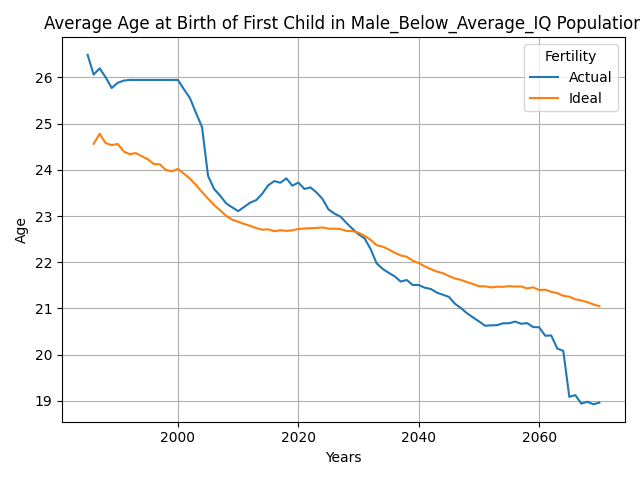 Average Age at Birth of First Child in Male_Below_Average_IQ Population
Fertility
Actual
Ideal
Age
26
25
24
23
22
21
20
19
2000 2020 2040 2060
Years